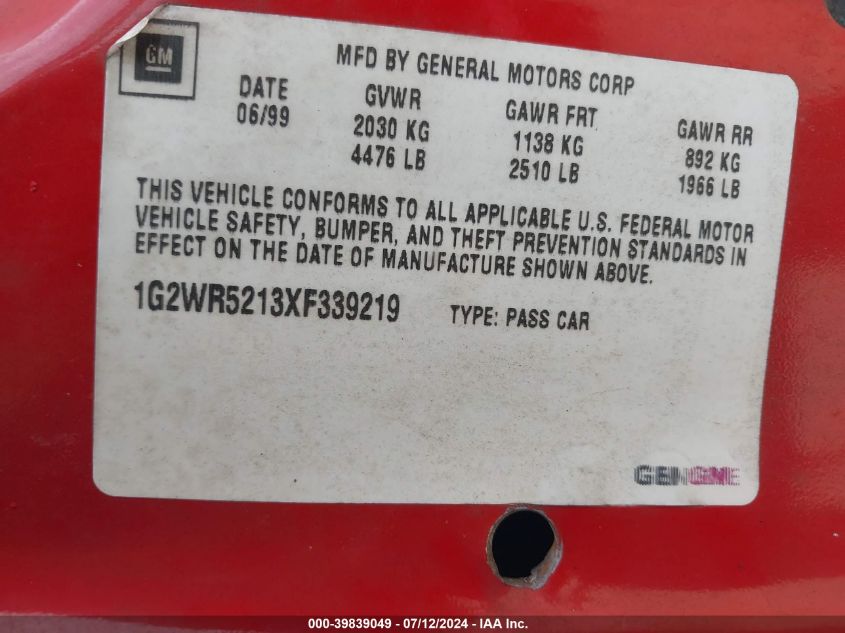 GM
MFD BY GENERAL MOTORS CORP
DATE GVWR GAWR FRT GAWR RR
06/99 2030 KG 1138 KG 892 KG
4476 LB 2510 LB 1966 LB
THIS VEHICLE CONFORMS TO ALL APPLICABLE U.S. FEDERAL MOTOR
VEHICLE SAFETY, BUMPER, AND THEFT PREVENTION STANDARDS IN
EFFECT ON THE DATE OF MANUFACTURE SHOWN ABOVE.
1G2WR5213XF339219 TYPE: PASS CAR
000-39839049 - 07/12/2024 - IAA Inc.